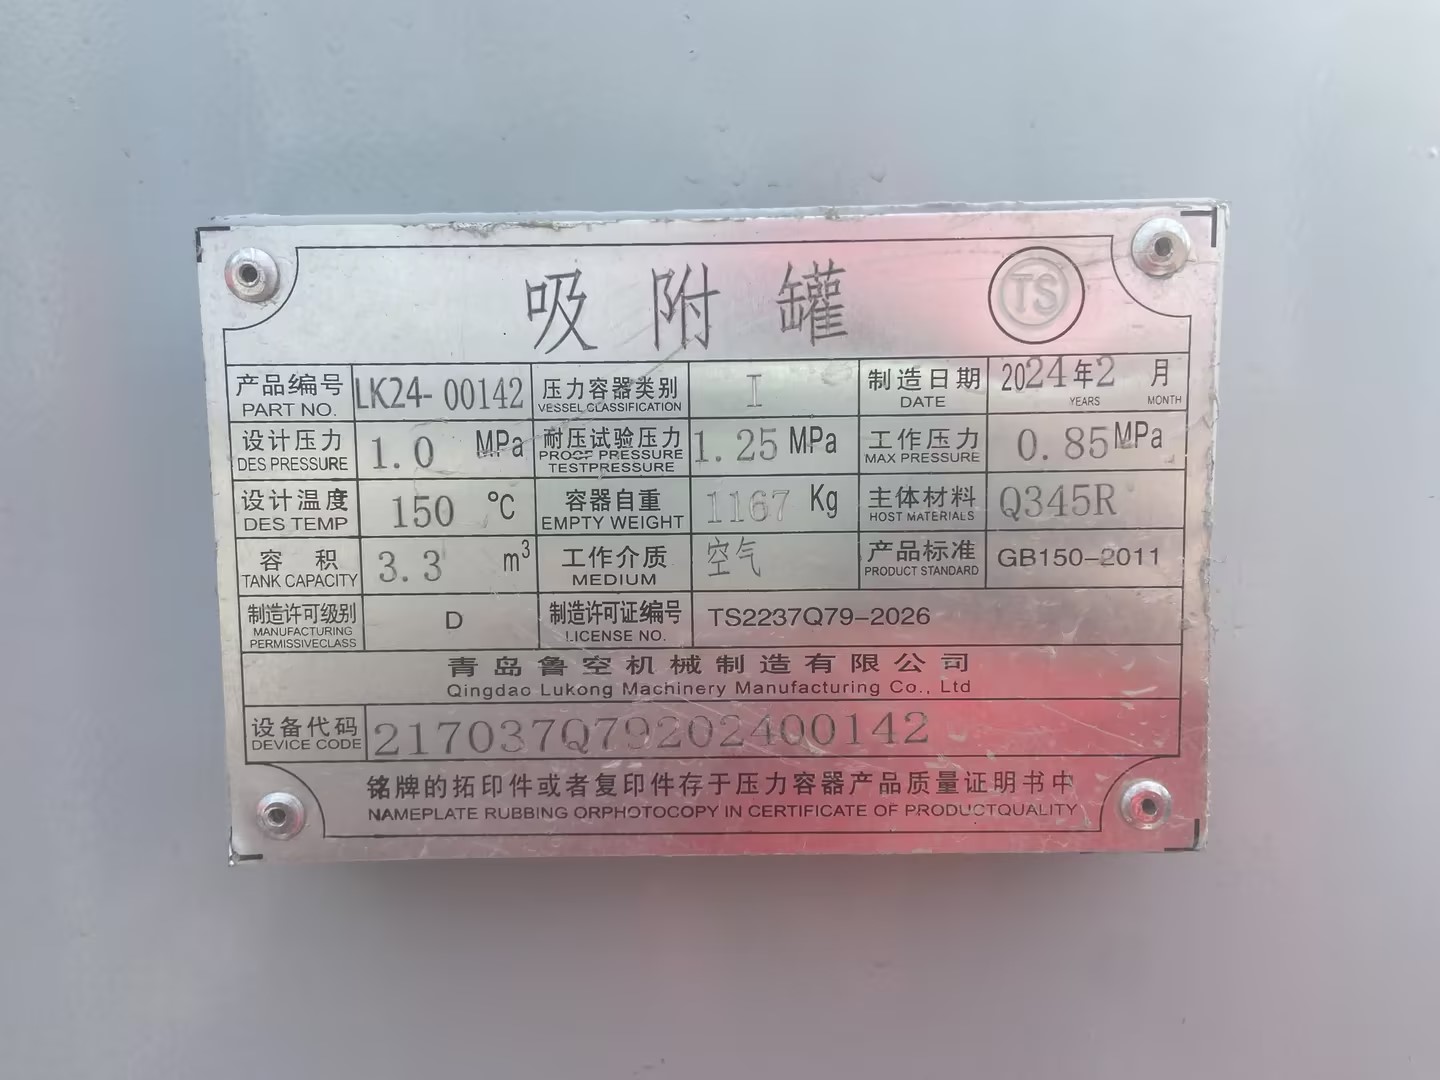 吸附罐 TS
产品编号 LK24-00142 压力容器类别 I 制造日期 2024年2月
PART NO. VESSEL CLASSIFICATION DATE YEARS MONTH
设计压力 1.0 MPa 耐压试验压力 1.25 MPa 工作压力 0.85 MPa
DES PRESSURE PROOF PRESSURE MAX PRESSURE
TESTPRESSURE
设计温度 150 ℃ 容器自重 1167 Kg 主体材料 Q345R
DES TEMP EMPTY WEIGHT HOST MATERIALS
容积 3.3 m³ 工作介质 空气 产品标准 GB150-2011
TANK CAPACITY MEDIUM PRODUCT STANDARD
制造许可级别 D 制造许可证编号 TS2237Q79-2026
MANUFACTURING LICENSE NO.
PERMISSIVECLASS
青岛鲁空机械制造有限公司
Qingdao Lukong Machinery Manufacturing Co., Ltd
设备代码 217037Q79202400142
DEVICE CODE
铭牌的拓印件或者复印件存于压力容器产品质量证明书中
NAMEPLATE RUBBING ORPHOTOCOPY IN CERTIFICATE OF PRODUCTQUALITY